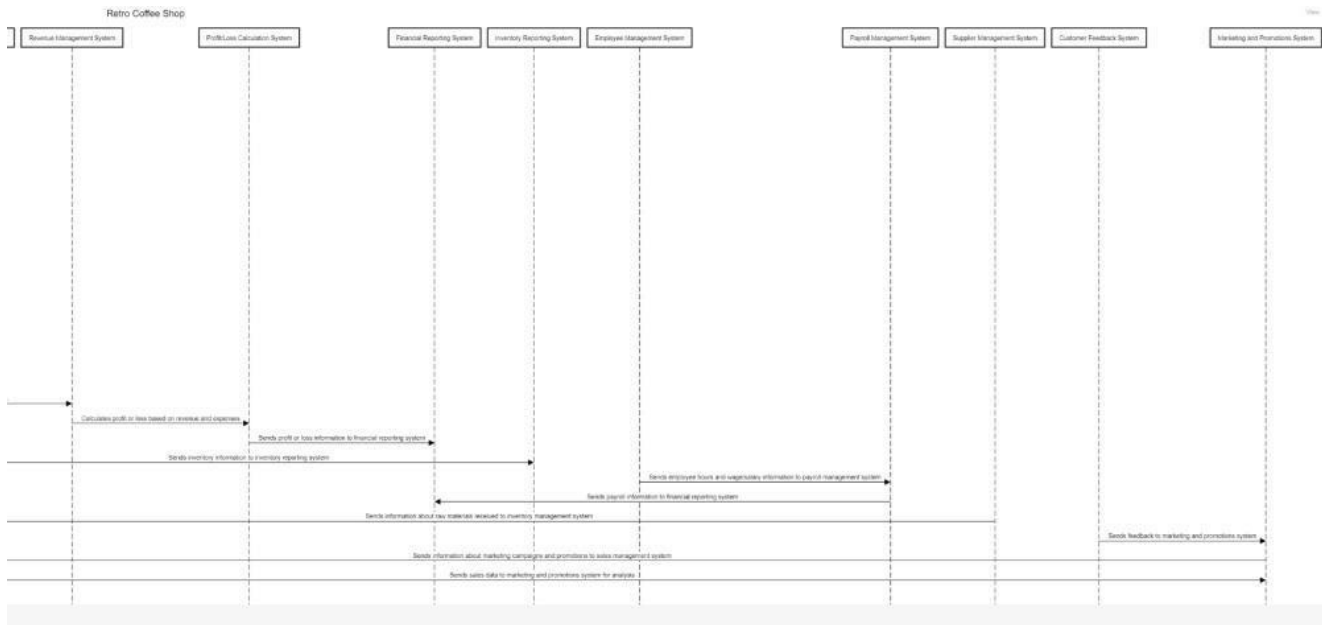 Retro Coffee Shop
View
Revenue Management System
Profit/Loss Calculation System
Financial Reporting System
Inventory Reporting System
Employee Management System
Payroll Management System
Supplier Management System
Customer Feedback System
Marketing and Promotions System
Calculates profit or loss based on revenue and expenses
Sends profit or loss information to financial reporting system
Sends inventory information to inventory reporting system
Sends employee hours and wage/salary information to payroll management system
Sends payroll information to financial reporting system
Sends information about raw materials received to inventory management system
Sends feedback to marketing and promotions system
Sends information about marketing campaigns and promotions to sales management system
Sends sales data to marketing and promotions system for analysis